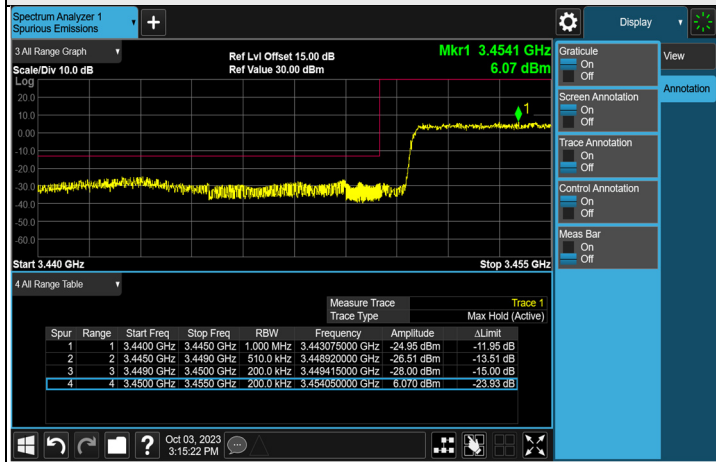 Spectrum Analyzer 1
Spurious Emissions
+
Display
3 All Range Graph
Ref Lvl Offset 15.00 dB
Mkr1 3.4541 GHz
Scale/Div 10.0 dB
Ref Value 30.00 dBm
6.07 dBm
Log
20.0
10.0
0.00
-10.0
-20.0
-30.0
-40.0
-50.0
-60.0
1
Start 3.440 GHz
Stop 3.455 GHz
4 All Range Table
Measure Trace Trace 1
Trace Type Max Hold (Active)
Spur Range Start Freq Stop Freq RBW Frequency Amplitude ΔLimit
1 1 3.4400 GHz 3.4450 GHz 1.000 MHz 3.443075000 GHz -24.95 dBm -11.95 dB
2 2 3.4450 GHz 3.4490 GHz 510.0 kHz 3.448920000 GHz -26.51 dBm -13.51 dB
3 3 3.4490 GHz 3.4500 GHz 200.0 kHz 3.449415000 GHz -28.00 dBm -15.00 dB
4 4 3.4500 GHz 3.4550 GHz 200.0 kHz 3.454050000 GHz 6.070 dBm -23.93 dB
?
Oct 03, 2023
3:15:22 PM
Graticule
On
Off
Screen Annotation
On
Off
Trace Annotation
On
Off
Control Annotation
On
Off
Meas Bar
On
Off
View
Annotation